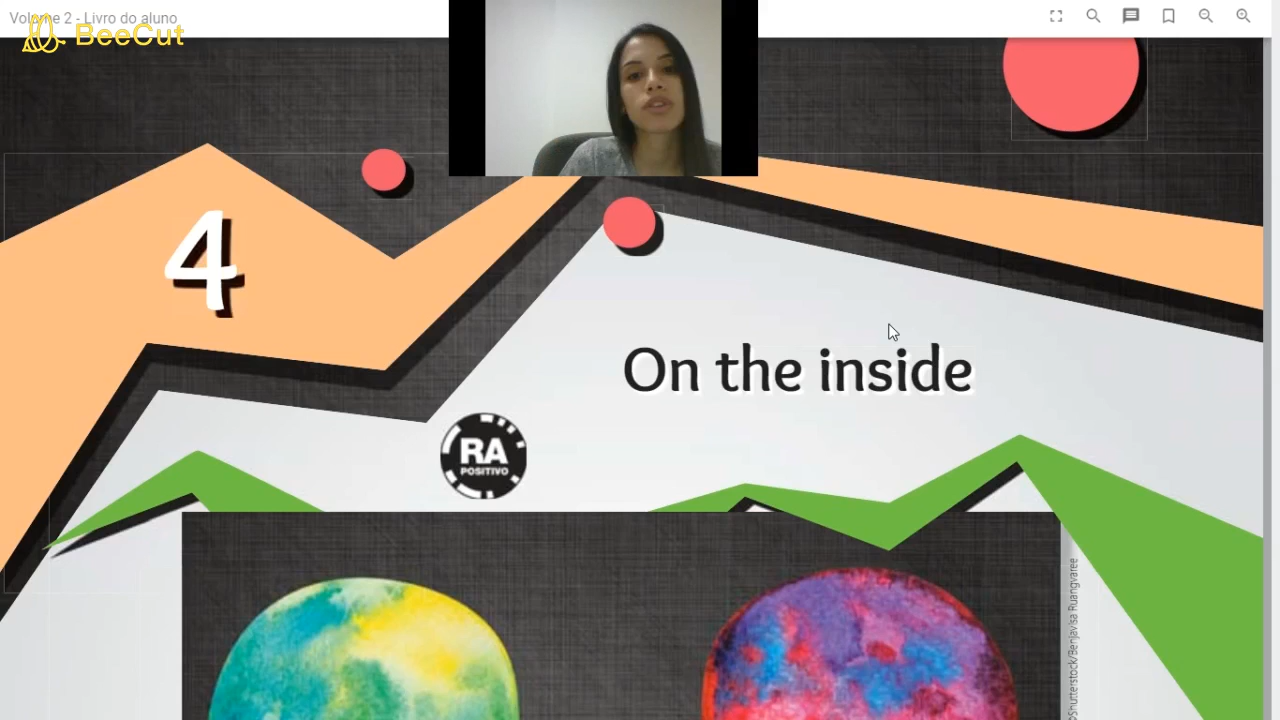 Volume 2 - Livro do aluno
BeeCut
4
On the inside
RA
POSITIVO
©Shutterstock/Benjavisa Ruangvaree